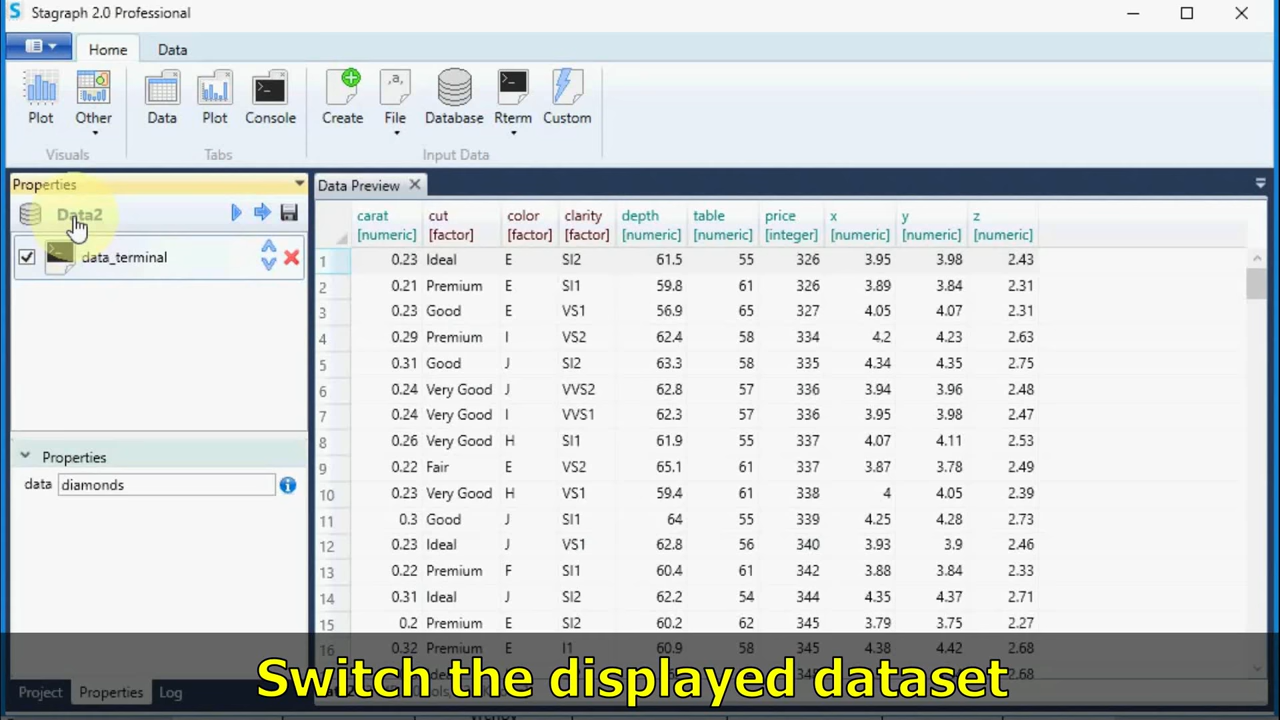 Stagraph 2.0 Professional
Home Data
Plot Other Data Plot Console Create File Database Rterm Custom
Visuals Tabs Input Data
Properties
Data2
data_terminal
Properties
data diamonds
Project Properties Log
Data Preview
carat cut color clarity depth table price x y z
[numeric] [factor] [factor] [factor] [numeric] [numeric] [integer] [numeric] [numeric] [numeric]
1 0.23 Ideal E SI2 61.5 55 326 3.95 3.98 2.43
2 0.21 Premium E SI1 59.8 61 326 3.89 3.84 2.31
3 0.23 Good E VS1 56.9 65 327 4.05 4.07 2.31
4 0.29 Premium I VS2 62.4 58 334 4.2 4.23 2.63
5 0.31 Good J SI2 63.3 58 335 4.34 4.35 2.75
6 0.24 Very Good J VVS2 62.8 57 336 3.94 3.96 2.48
7 0.24 Very Good I VVS1 62.3 57 336 3.95 3.98 2.47
8 0.26 Very Good H SI1 61.9 55 337 4.07 4.11 2.53
9 0.22 Fair E VS2 65.1 61 337 3.87 3.78 2.49
10 0.23 Very Good H VS1 59.4 61 338 4 4.05 2.39
11 0.3 Good J SI1 64 55 339 4.25 4.28 2.73
12 0.23 Ideal J VS1 62.8 56 340 3.93 3.9 2.46
13 0.22 Premium F SI1 60.4 61 342 3.88 3.84 2.33
14 0.31 Ideal J SI2 62.2 54 344 4.35 4.37 2.71
15 0.2 Premium E SI2 60.2 62 345 3.79 3.75 2.27
16 0.32 Premium E I1 60.9 58 345 4.38 4.42 2.68
Switch the displayed dataset